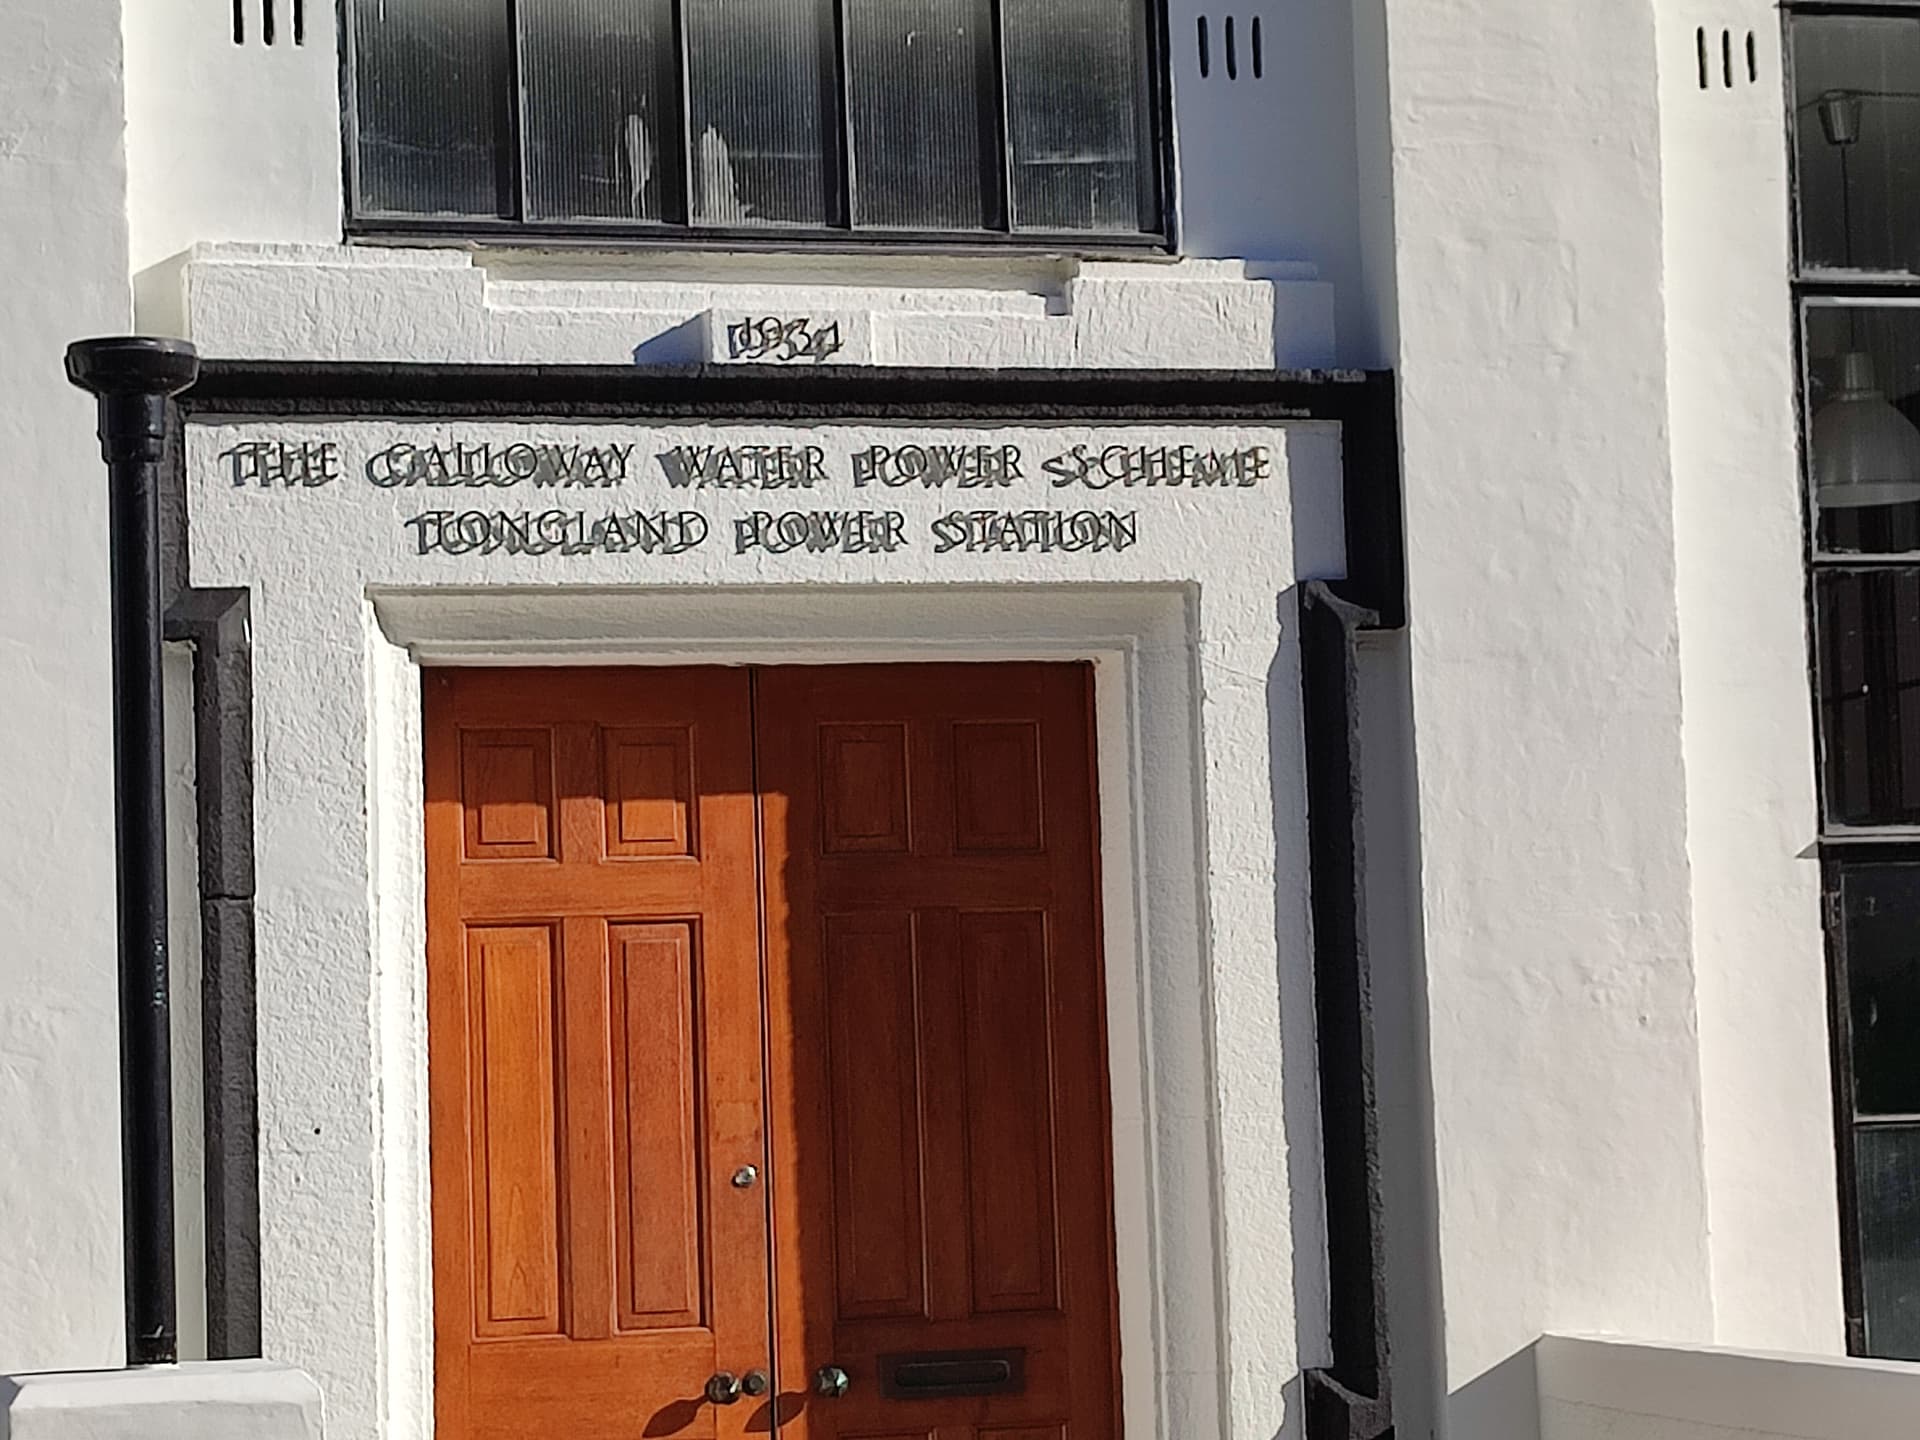 1934
THE GALLOWAY WATER POWER SCHEME
TONGLAND POWER STATION